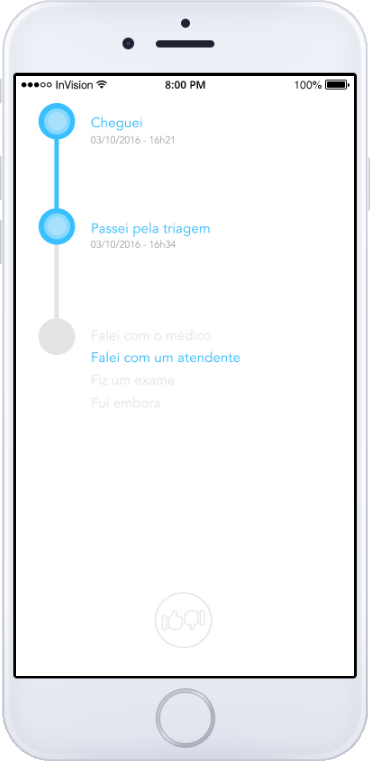 InVision
8:00 PM
100%
Cheguei
03/10/2016 - 16h21
Passei pela triagem
03/10/2016 - 16h34
Falei com o médico
Falei com um atendente
Fiz um exame
Fui embora